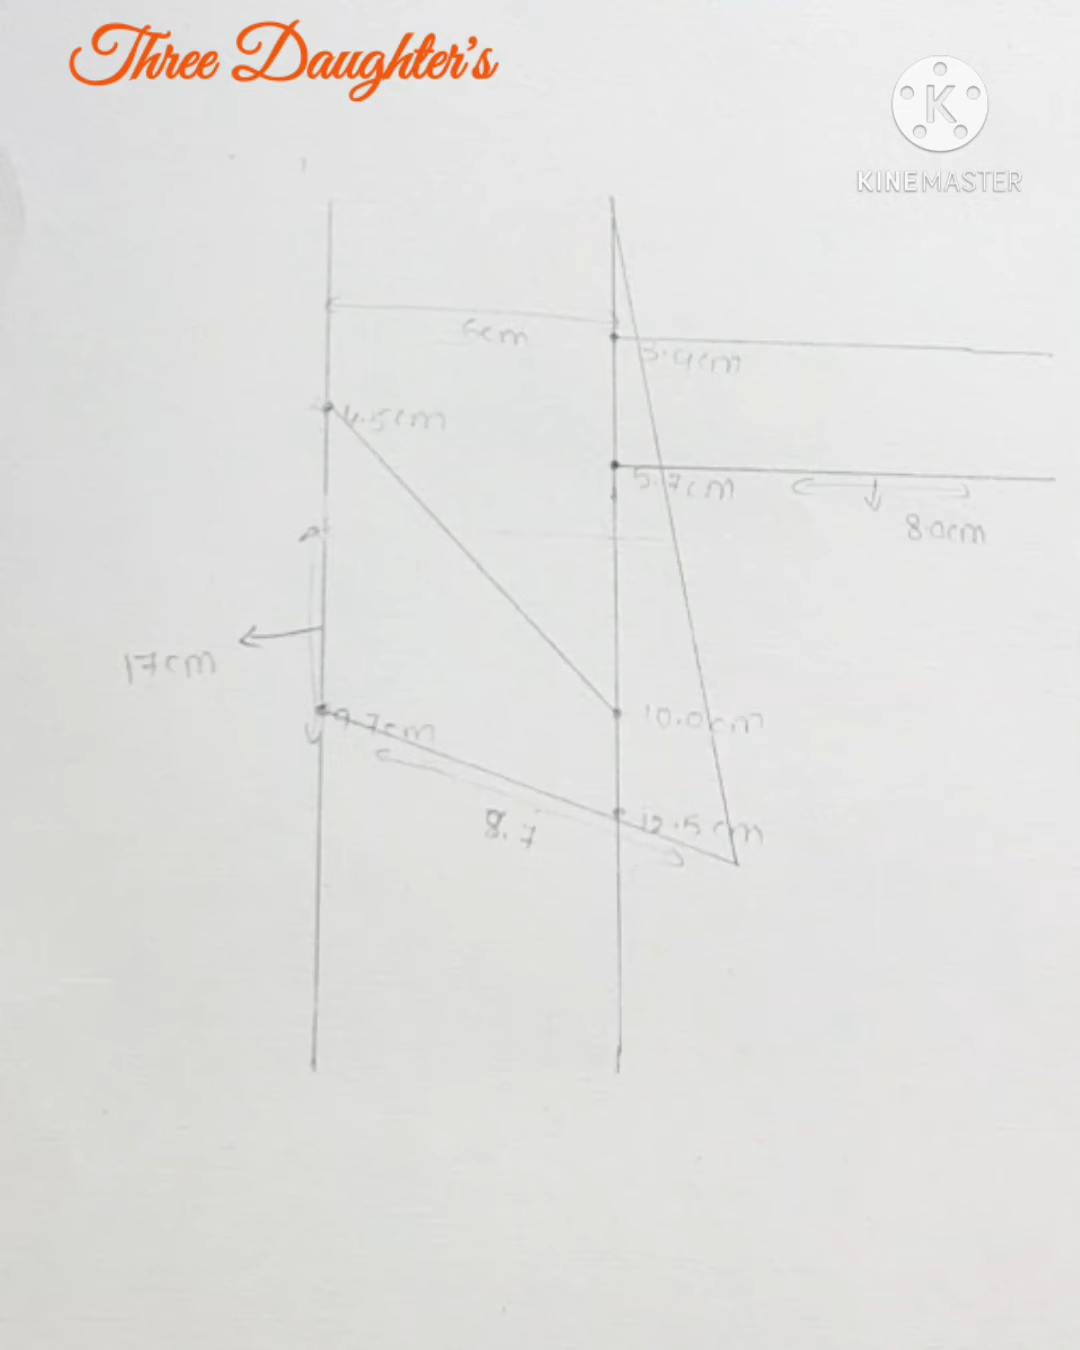 Three Daughter's
K
KINEMASTER
6cm
3.4cm
4.5cm
5.7cm
8.0cm
17cm
9.7cm
10.0cm
8.7
12.5cm